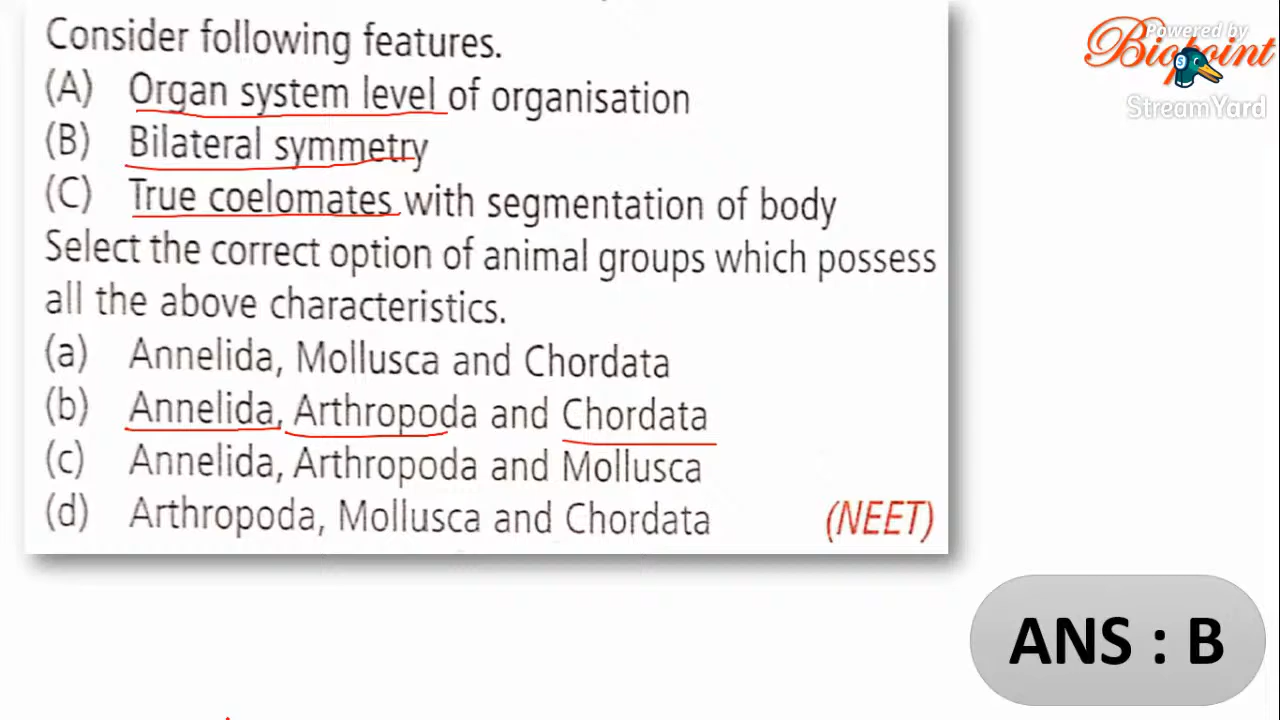 Consider following features.
(A) Organ system level of organisation
(B) Bilateral symmetry
(C) True coelomates with segmentation of body
Select the correct option of animal groups which possess
all the above characteristics.
(a) Annelida, Mollusca and Chordata
(b) Annelida, Arthropoda and Chordata
(c) Annelida, Arthropoda and Mollusca
(d) Arthropoda, Mollusca and Chordata (NEET)
Powered by
Biopoint
S
StreamYard
ANS : B